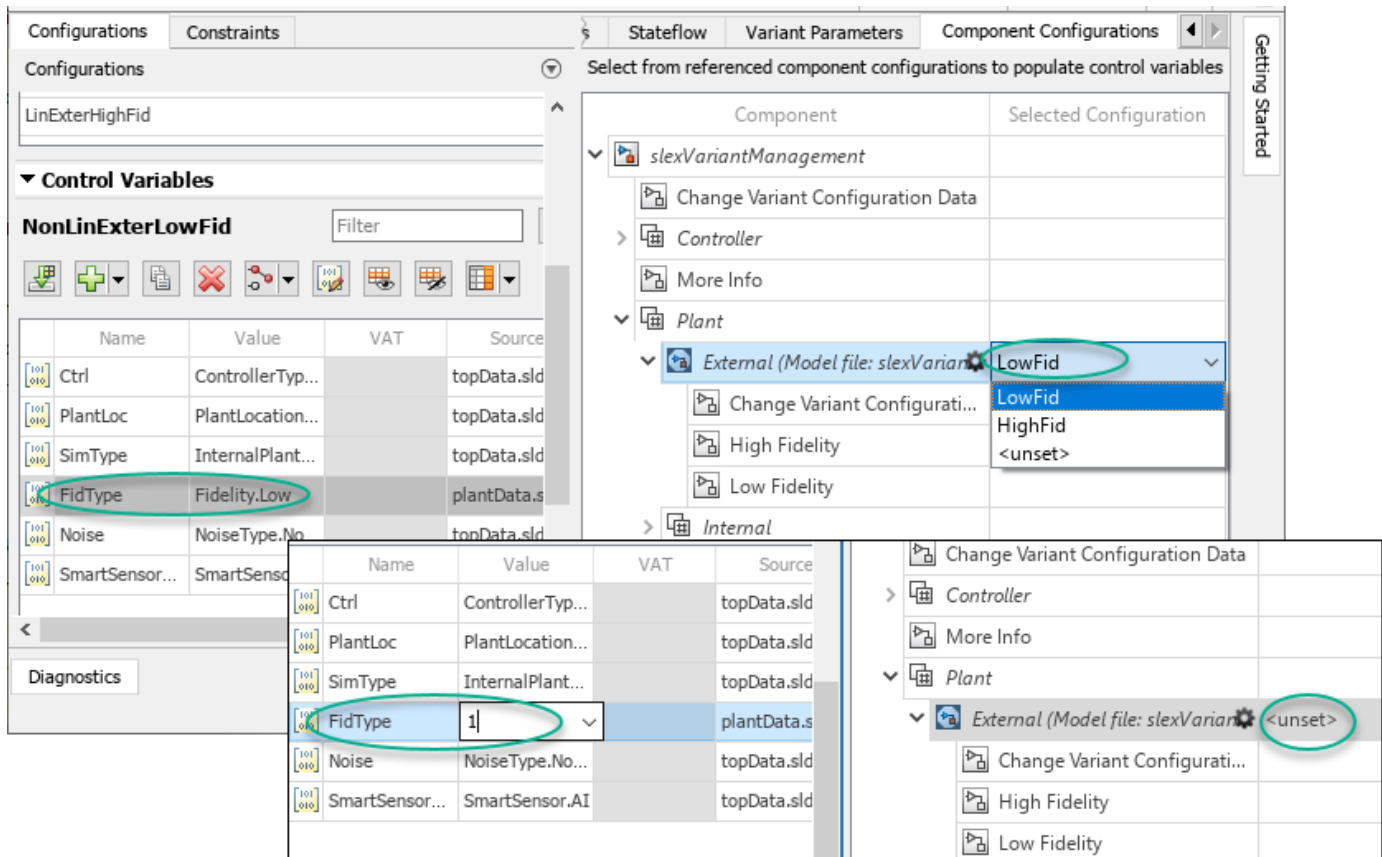 Configurations
Constraints
s
Stateflow
Variant Parameters
Component Configurations
Getting Started
Configurations
Select from referenced component configurations to populate control variables
LinExterHighFid
Control Variables
NonLinExterLowFid
Filter
Name Value VAT Source
Ctrl ControllerTyp... topData.sld
PlantLoc PlantLocation... topData.sld
SimType InternalPlant... topData.sld
FidType Fidelity.Low plantData.s
Noise NoiseType.No topData.sld
SmartSensor... SmartSenso
Diagnostics
Component Selected Configuration
slexVariantManagement
Change Variant Configuration Data
Controller
More Info
Plant
External (Model file: slexVarian LowFid
LowFid
HighFid
<unset>
Change Variant Configurati...
High Fidelity
Low Fidelity
Internal
Name Value VAT Source
Ctrl ControllerTyp... topData.sld
PlantLoc PlantLocation... topData.sld
SimType InternalPlant... topData.sld
FidType 1 plantData.s
Noise NoiseType.No... topData.sld
SmartSensor... SmartSensor.AI topData.sld
Change Variant Configuration Data
Controller
More Info
Plant
External (Model file: slexVarian <unset>
Change Variant Configurati...
High Fidelity
Low Fidelity